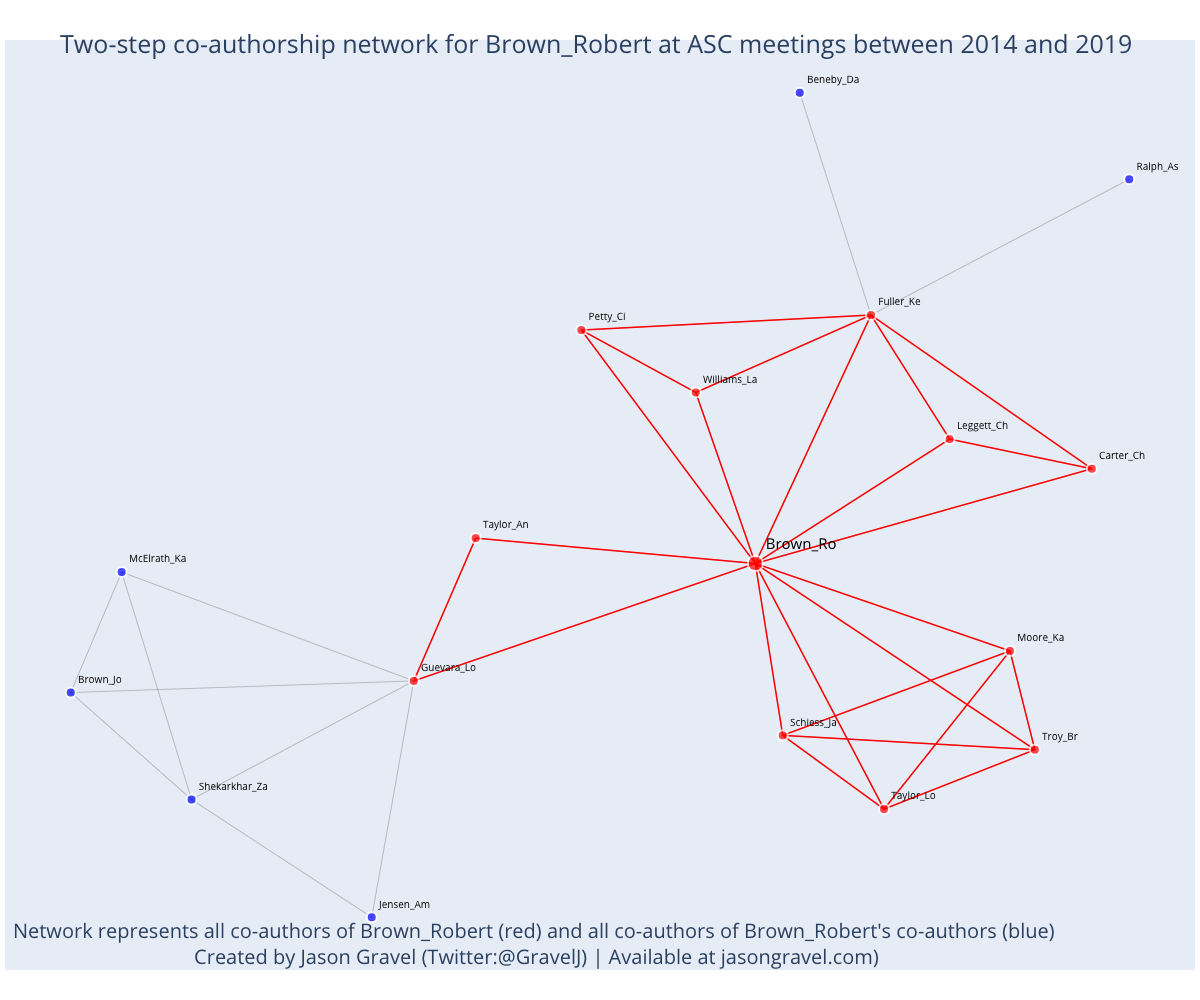 Two-step co-authorship network for Brown_Robert at ASC meetings between 2014 and 2019
Beneby_Da
Ralph_As
Fuller_Ke
Petty_Ci
Williams_La
Leggett_Ch
Carter_Ch
Taylor_An
Brown_Ro
McElrath_Ka
Moore_Ka
Guevara_Lo
Brown_Jo
Schiess_Ja
Troy_Br
Shekarkhar_Za
Taylor_Lo
Jensen_Am
Network represents all co-authors of Brown_Robert (red) and all co-authors of Brown_Robert's co-authors (blue)
Created by Jason Gravel (Twitter:@GravelJ) | Available at jasongravel.com)